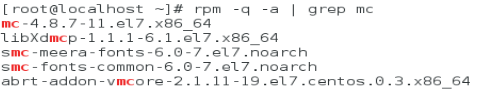 [root@localhost ~]# rpm -q -a | grep mc
mc-4.8.7-11.el7.x86_64
libXdmcp-1.1.1-6.1.el7.x86_64
smc-meera-fonts-6.0-7.el7.noarch
smc-fonts-common-6.0-7.el7.noarch
abrt-addon-vmcore-2.1.11-19.el7.centos.0.3.x86_64